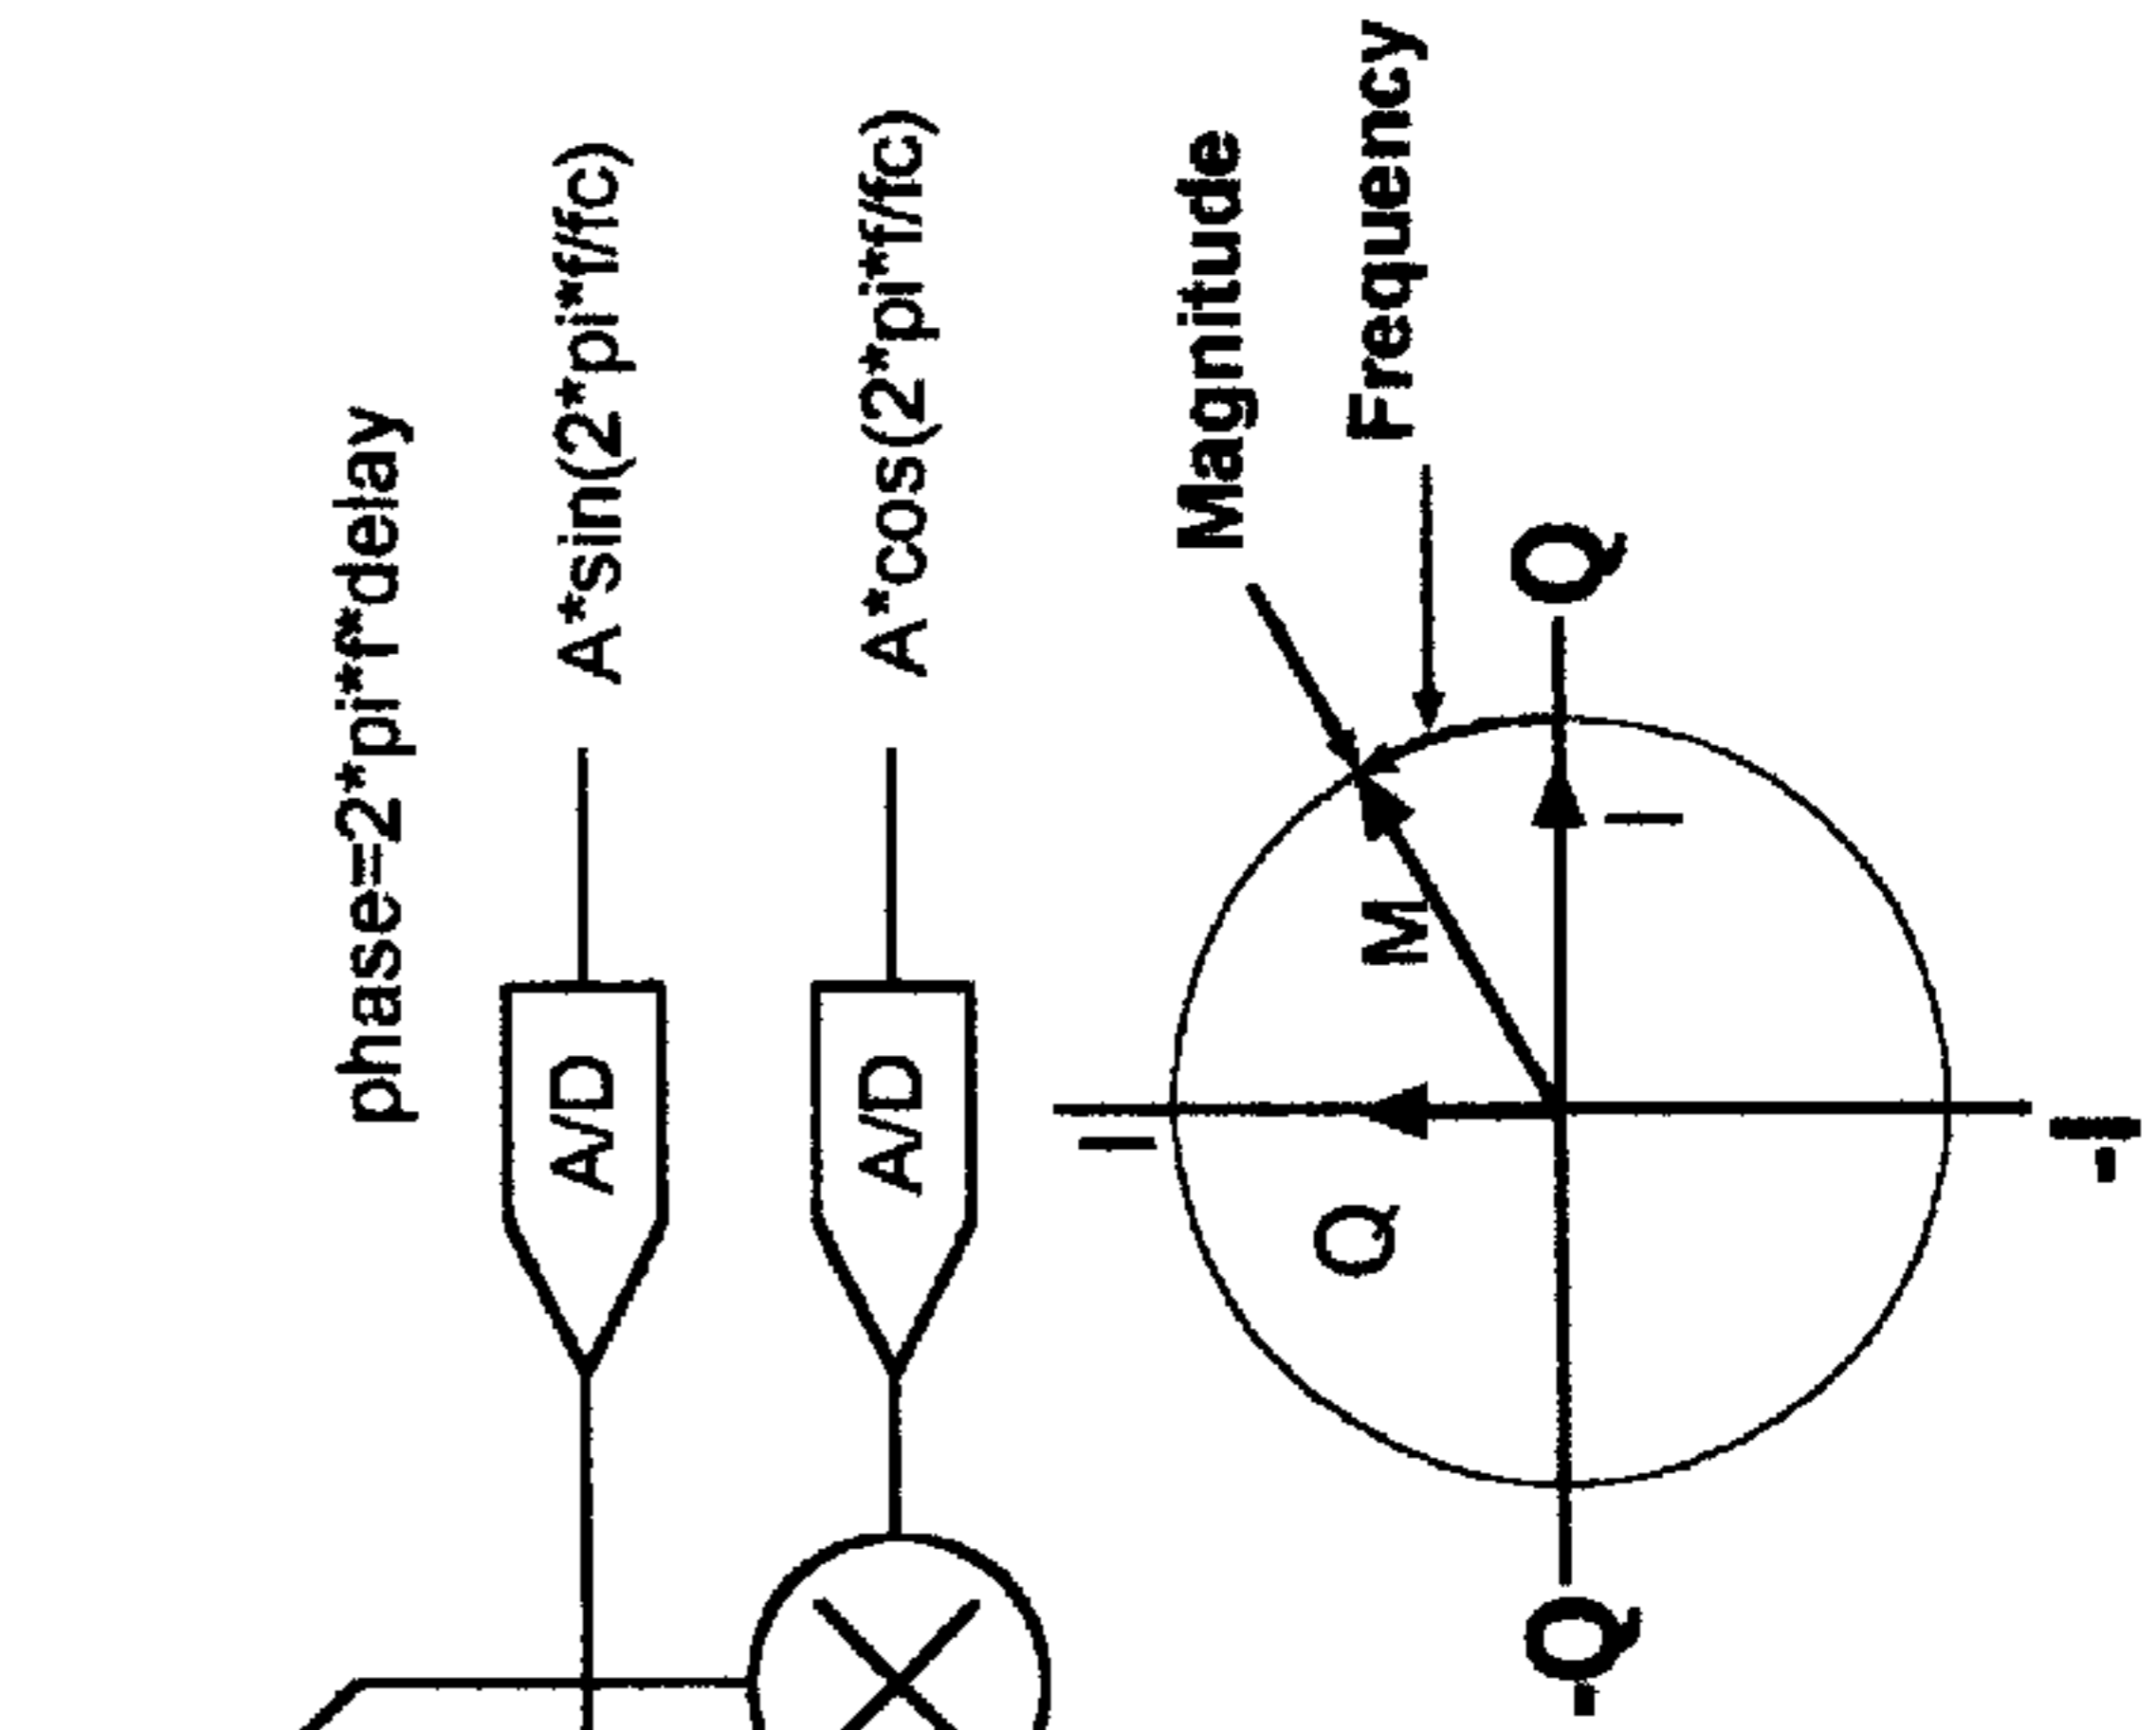 phase=2*pi*f*delay
A/D
A*sin(2*pi*f/fc)
A/D
A*cos(2*pi*f/fc)
Magnitude
Frequency
I
Q
M
I
-Q
Q
-I